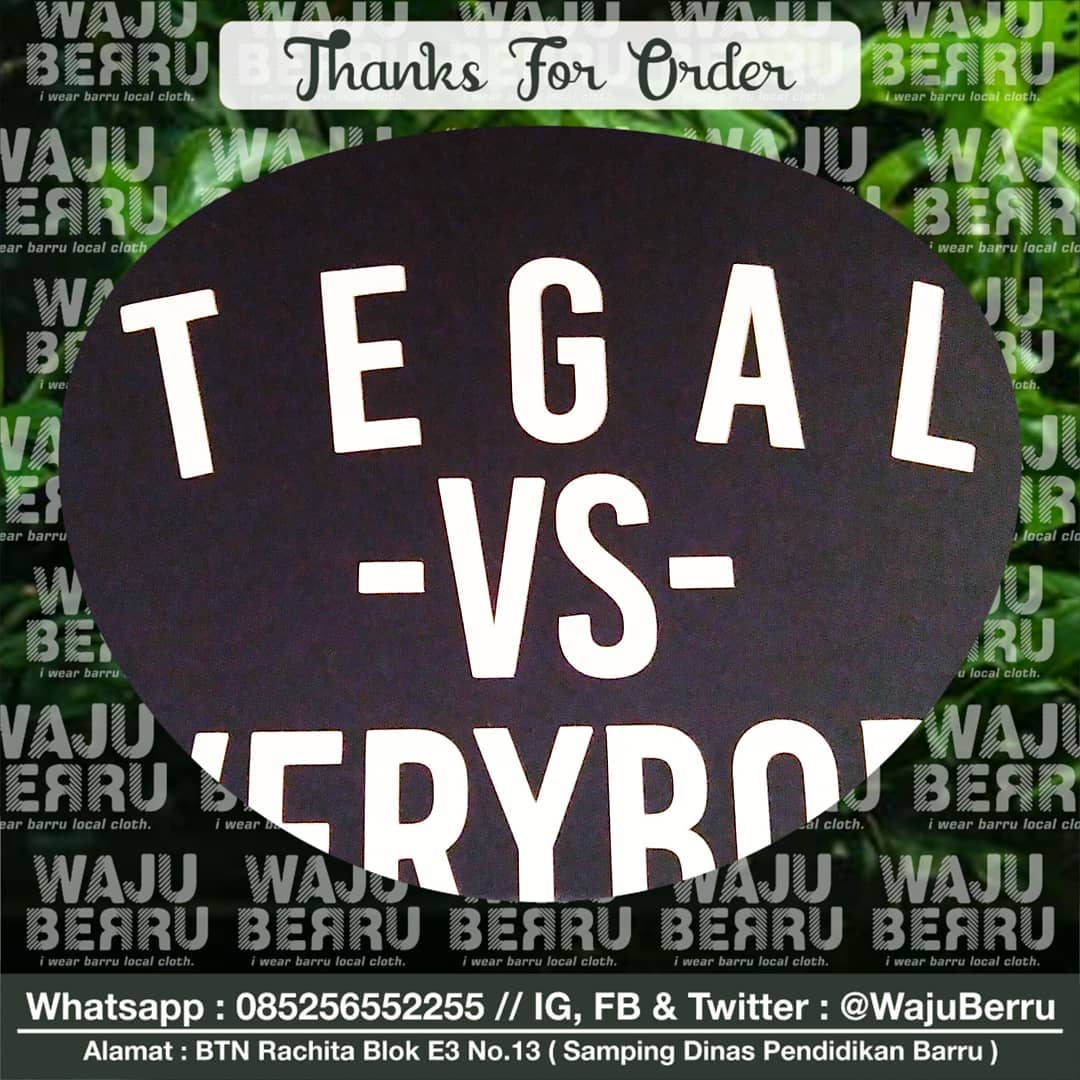 Thanks For Order
WAJU
BERRU
i wear barru local cloth.
TEGAL
-VS-
VERYBOD
Whatsapp : 085256552255 // IG, FB & Twitter : @WajuBerru
Alamat : BTN Rachita Blok E3 No.13 ( Samping Dinas Pendidikan Barru )